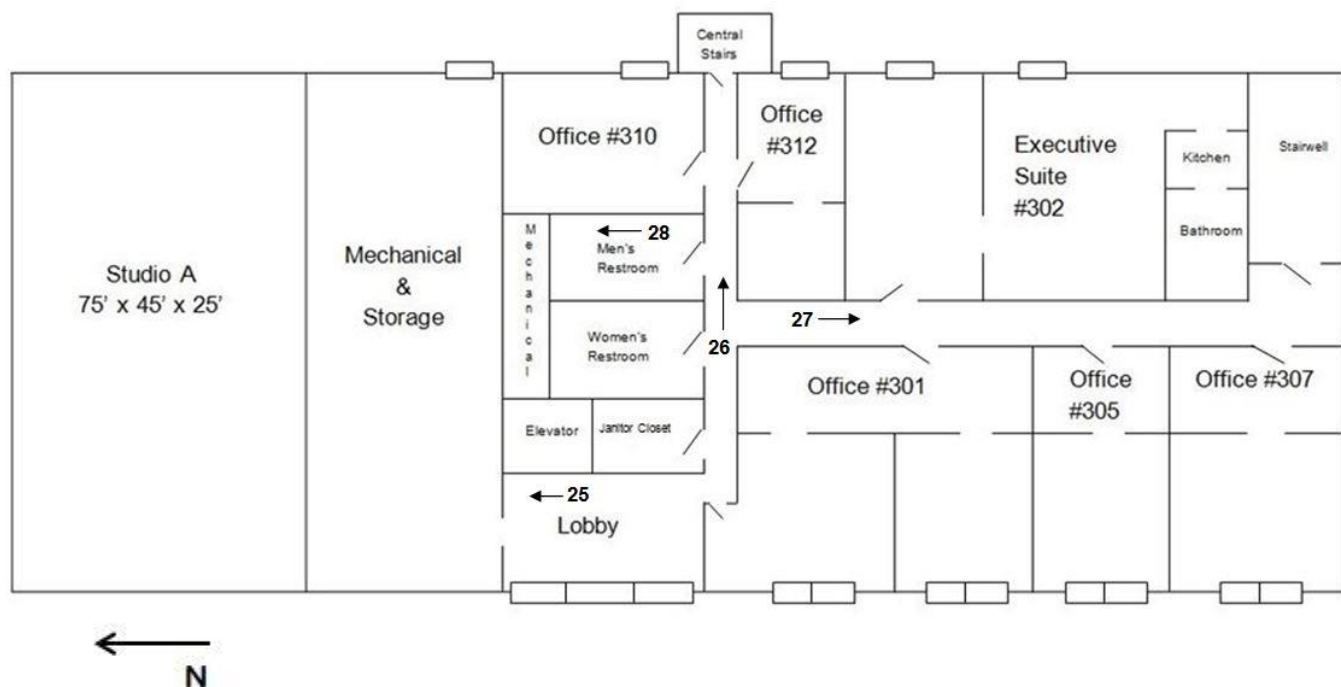 Central
Stairs
Office #310
Office
#312
Executive
Suite
#302
Kitchen
Stairwell
Bathroom
Studio A
75’ x 45’ x 25’
Mechanical
&
Storage
M
e
c
h
a
n
i
c
a
l
28
Men’s
Restroom
27
26
Women’s
Restroom
Office #301
Office
#305
Office #307
Elevator
Janitor Closet
25
Lobby
N